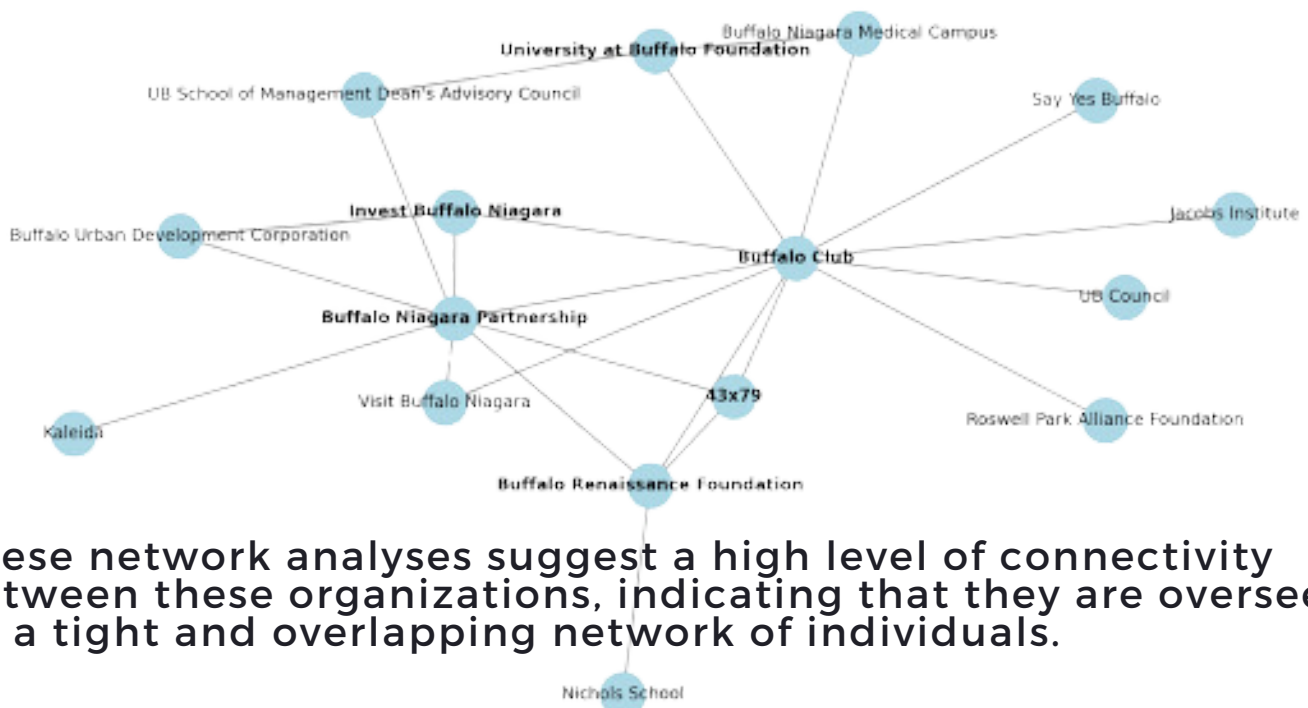 Buffalo Niagara Medical Campus
University at Buffalo Foundation
UB School of Management Dean's Advisory Council
Say Yes Buffalo
Invest Buffalo Niagara
Jacobs Institute
Buffalo Urban Development Corporation
Buffalo Club
UB Council
Buffalo Niagara Partnership
43x79
Visit Buffalo Niagara
Roswell Park Alliance Foundation
Kaleida
Buffalo Renaissance Foundation
ese network analyses suggest a high level of connectivity
tween these organizations, indicating that they are oversee
a tight and overlapping network of individuals.
Nichols School